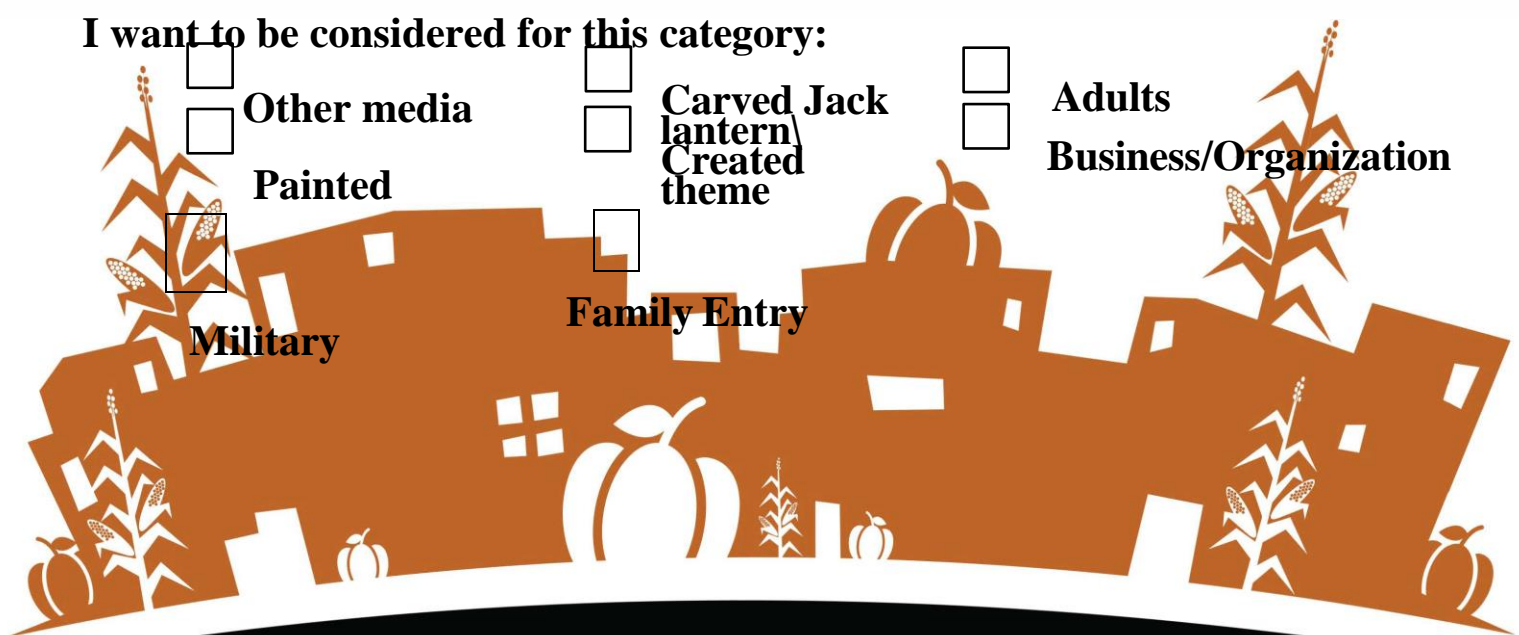 I want to be considered for this category:
Other media
Painted
Military
Carved Jack
lantern\
Created
theme
Family Entry
Adults
Business/Organization